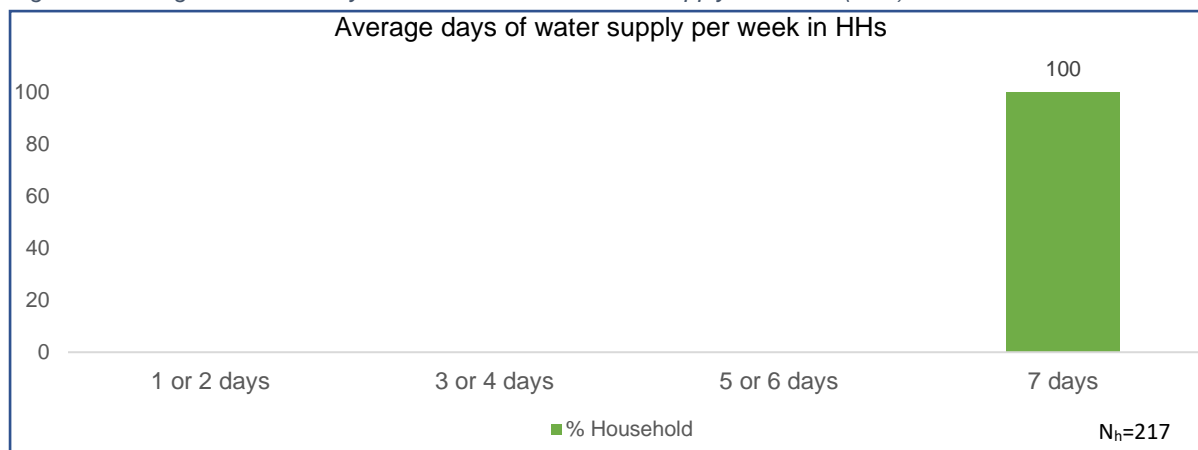 Average days of water supply per week in HHs
100
100
80
60
40
20
0
1 or 2 days
3 or 4 days
5 or 6 days
7 days
% Household
Nₕ=217